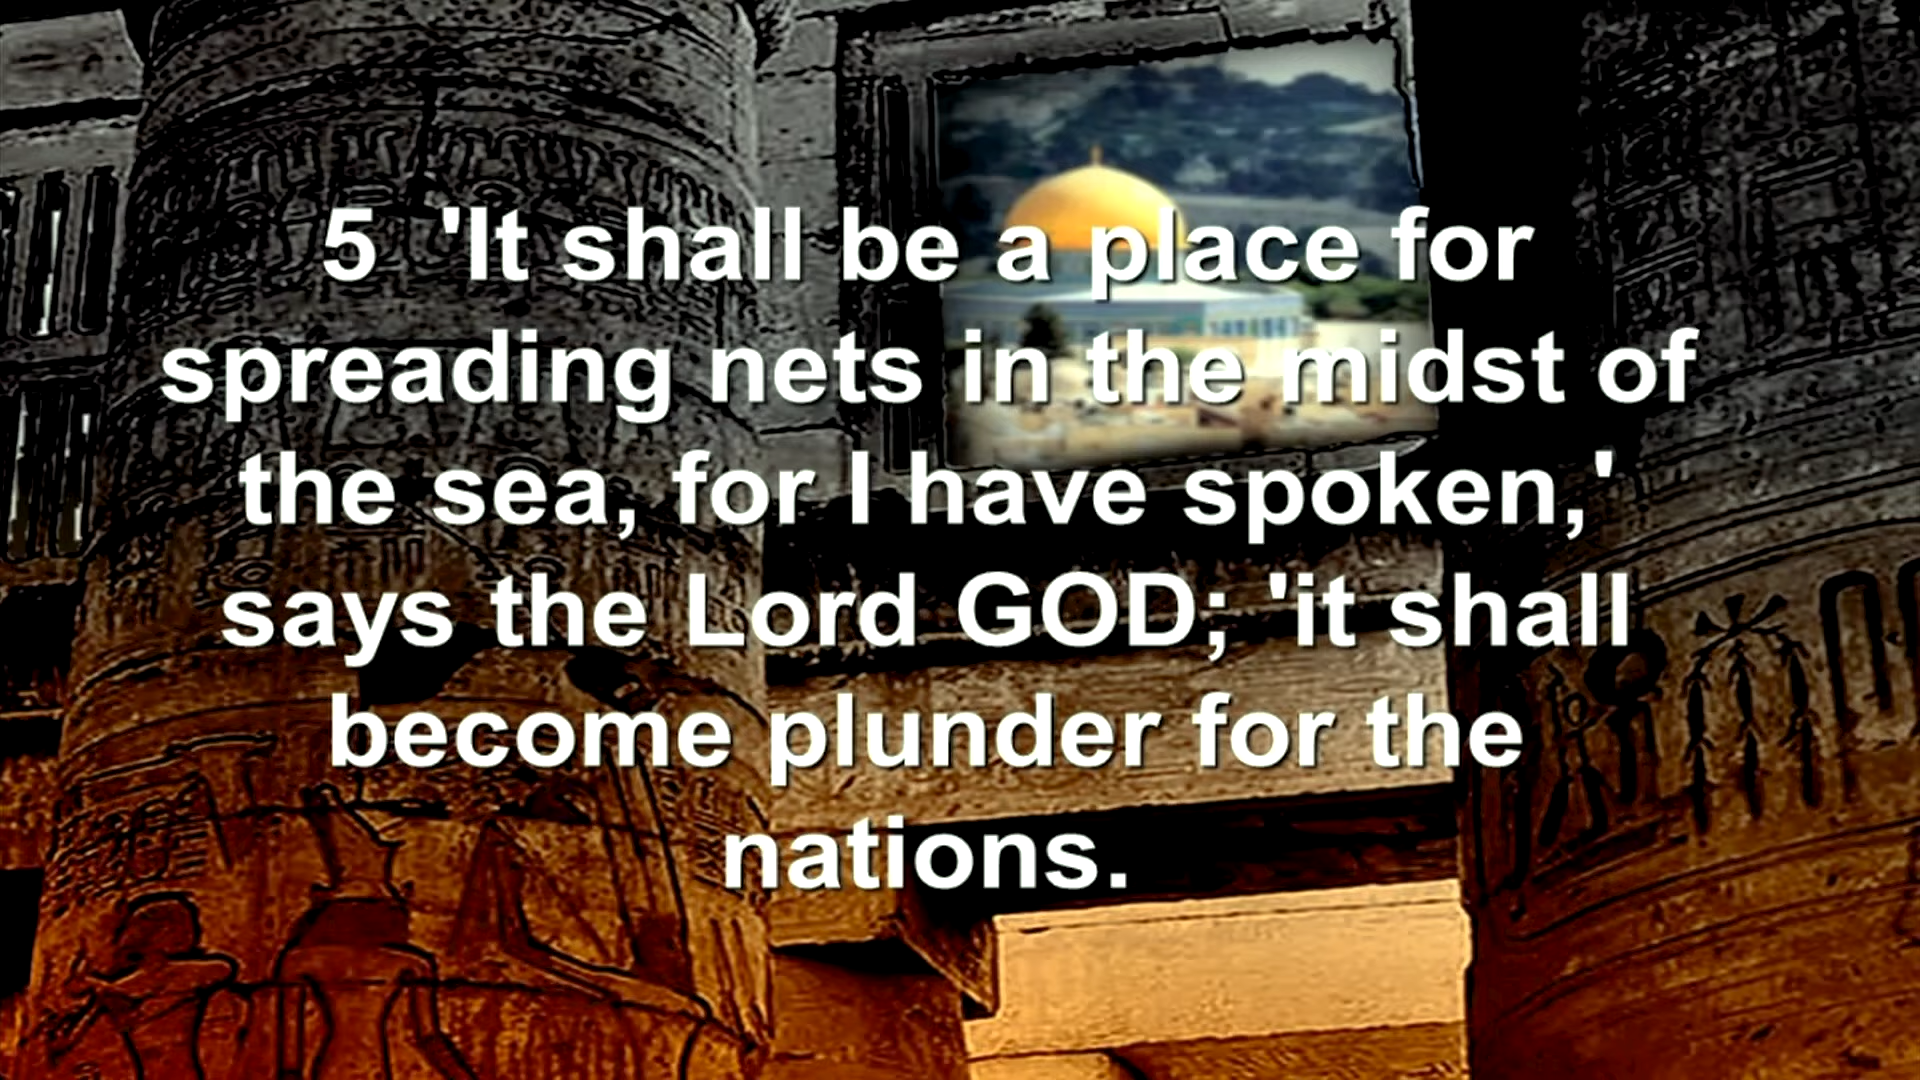 5  'It shall be a place for
spreading nets in the midst of
the sea, for I have spoken,'
says the Lord GOD; 'it shall
become plunder for the
nations.